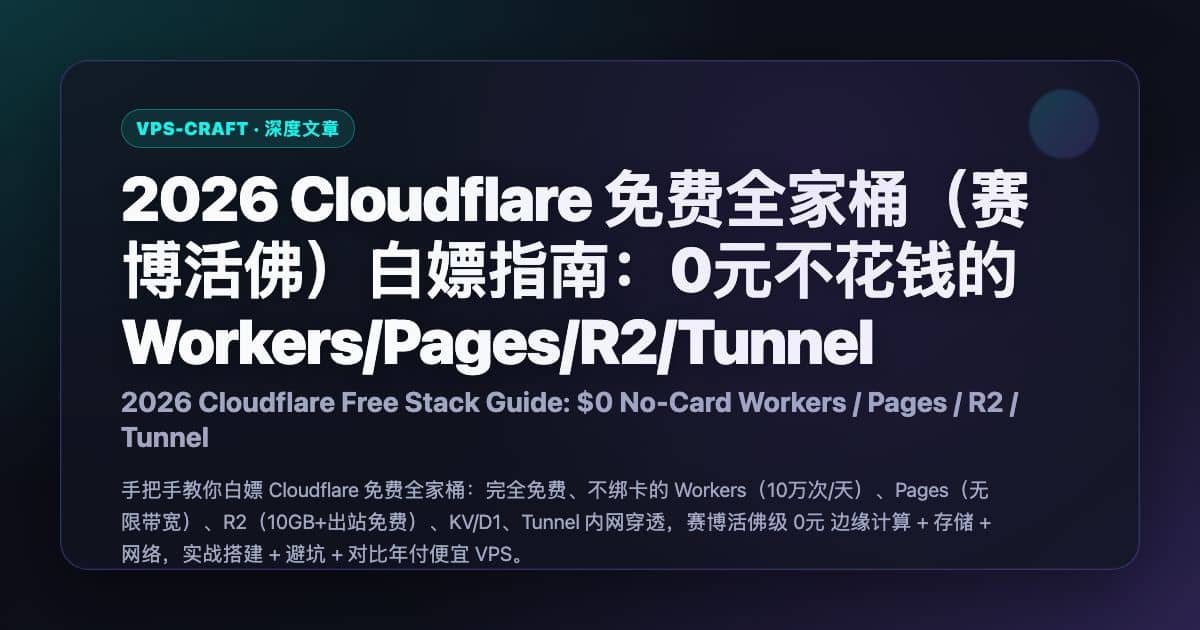 VPS-CRAFT · 深度文章
2026 Cloudflare 免费全家桶（赛
博活佛）白嫖指南：0元不花钱的
Workers/Pages/R2/Tunnel
2026 Cloudflare Free Stack Guide: $0 No-Card Workers / Pages / R2 /
Tunnel
手把手教你白嫖 Cloudflare 免费全家桶：完全免费、不绑卡的 Workers（10万次/天）、Pages（无
限带宽）、R2（10GB+出站免费）、KV/D1、Tunnel 内网穿透，赛博活佛级 0元 边缘计算 + 存储 +
网络，实战搭建 + 避坑 + 对比年付便宜 VPS。